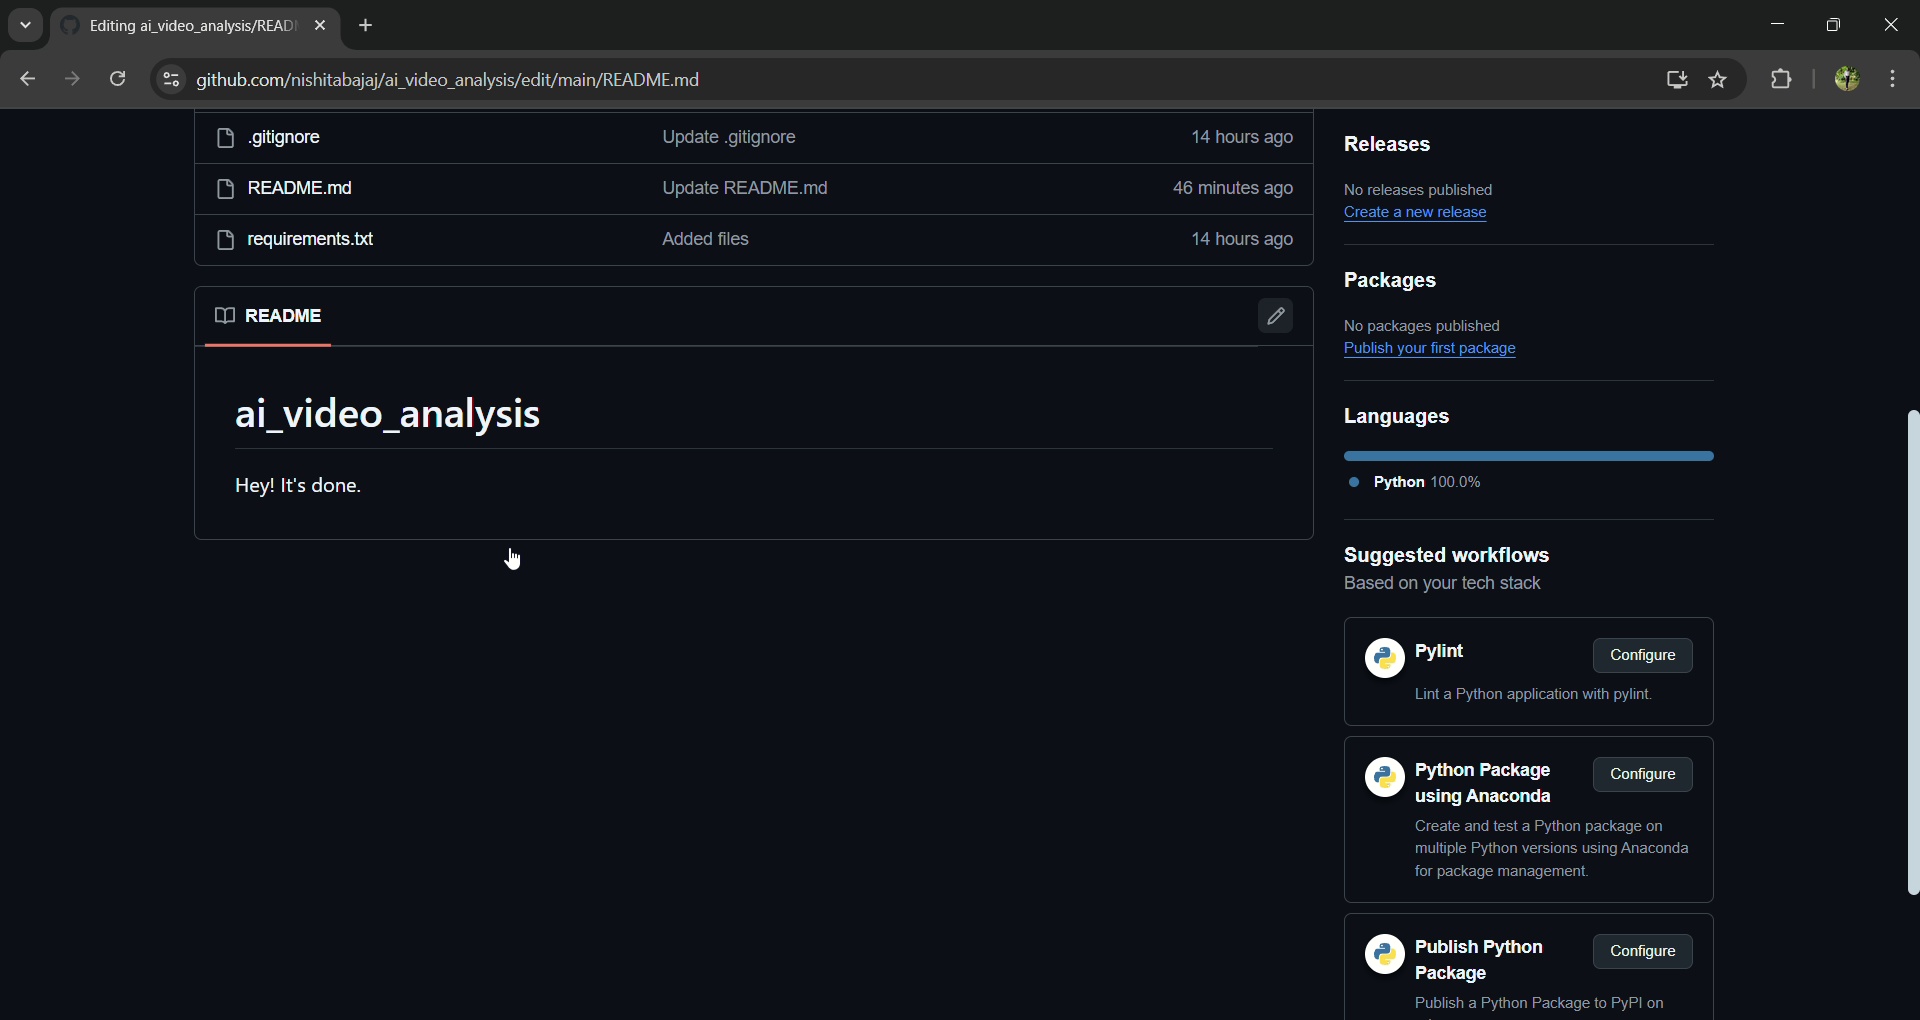 Editing ai_video_analysis/READ
github.com/nishitabajaj/ai_video_analysis/edit/main/README.md
.gitignore Update .gitignore 14 hours ago
README.md Update README.md 46 minutes ago
requirements.txt Added files 14 hours ago
README
ai_video_analysis
Hey! It's done.
Releases
No releases published
Create a new release
Packages
No packages published
Publish your first package
Languages
Python 100.0%
Suggested workflows
Based on your tech stack
Pylint Configure
Lint a Python application with pylint.
Python Package
using Anaconda
Configure
Create and test a Python package on
multiple Python versions using Anaconda
for package management.
Publish Python
Package
Configure
Publish a Python Package to PyPI on